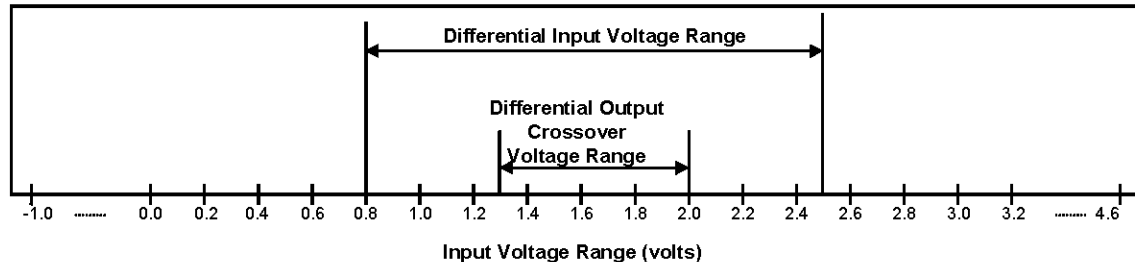 Differential Input Voltage Range
Differential Output
Crossover
Voltage Range
-1.0 ......... 0.0 0.2 0.4 0.6 0.8 1.0 1.2 1.4 1.6 1.8 2.0 2.2 2.4 2.6 2.8 3.0 3.2 ......... 4.6
Input Voltage Range (volts)